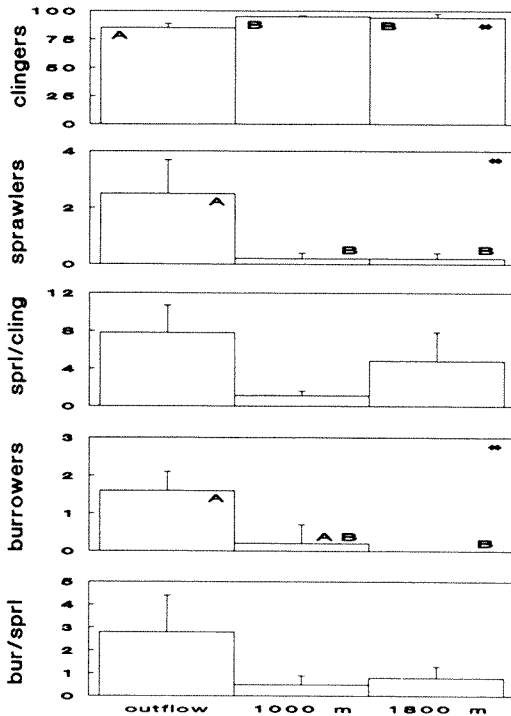 clingers
100
75
50
25
0
A
B
B
**
sprawlers
4
2
0
**
A
B
B
sprl/cling
12
8
4
0
burrowers
3
2
1
0
**
A
A B
B
bur/sprl
5
4
3
2
1
0
outflow 1000 m 1800 m